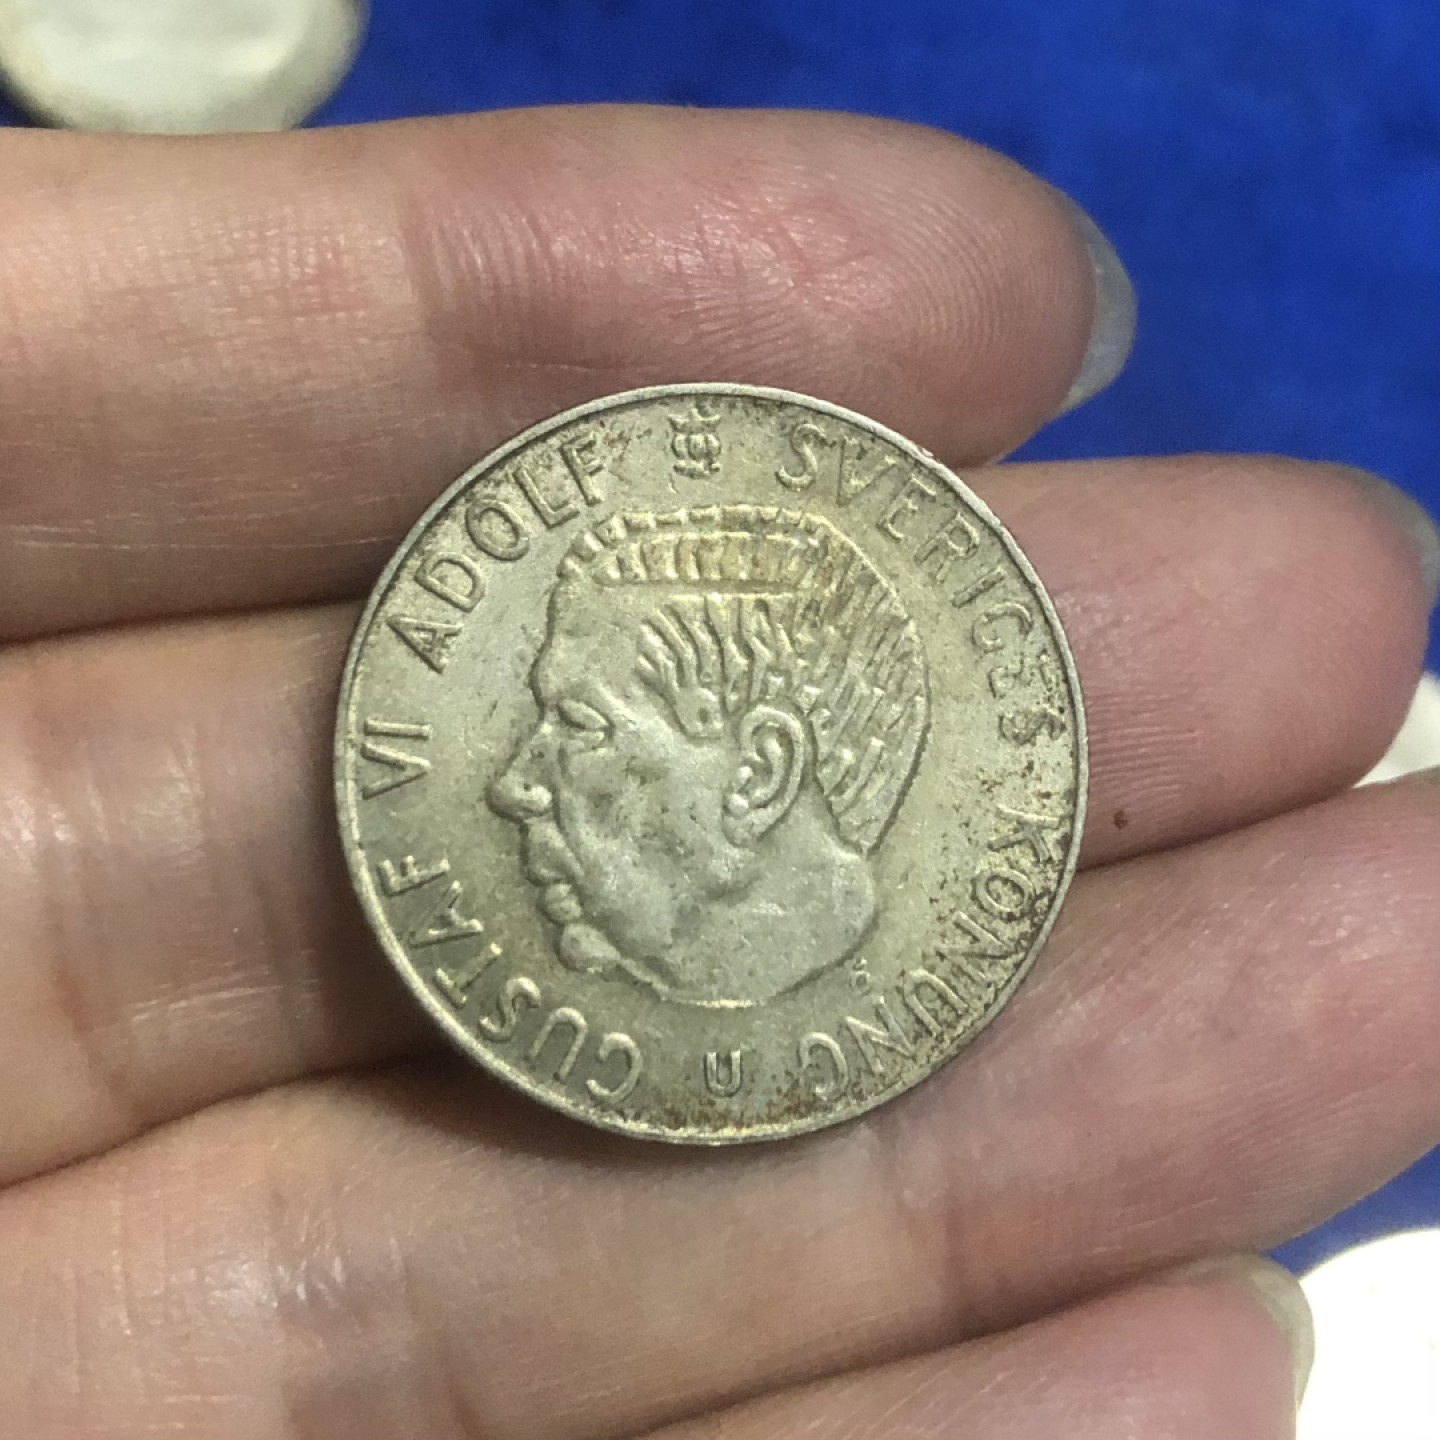 GUSTAF VI ADOLF SVERIGES KONUNG
U